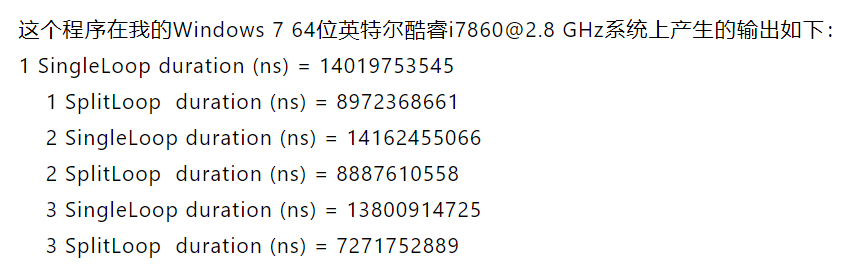 这个程序在我的Windows 7 64位英特尔酷睿i7860@2.8 GHz系统上产生的输出如下：
1 SingleLoop duration (ns) = 14019753545
1 SplitLoop  duration (ns) = 8972368661
2 SingleLoop duration (ns) = 14162455066
2 SplitLoop  duration (ns) = 8887610558
3 SingleLoop duration (ns) = 13800914725
3 SplitLoop  duration (ns) = 7271752889